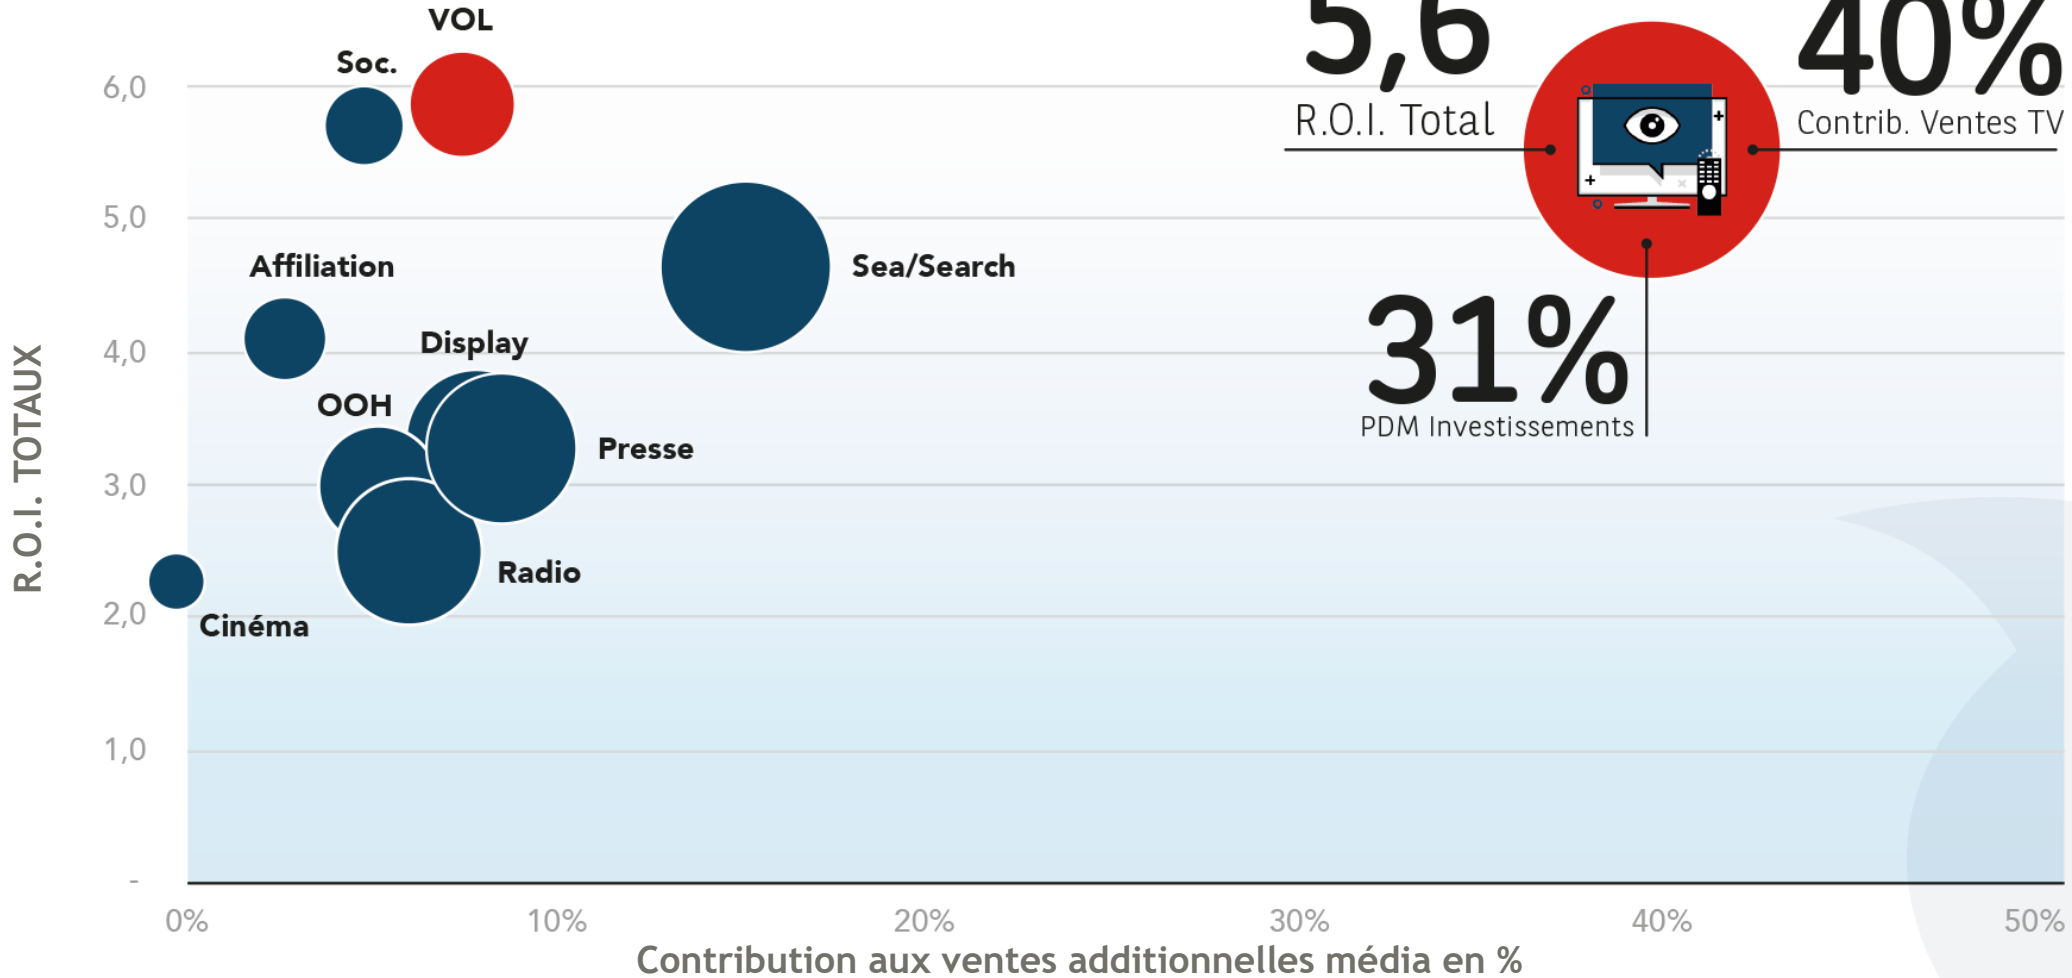 VOL
Soc.
5,6
R.O.I. Total
40%
Contrib. Ventes TV
6,0
5,0
Affiliation
Sea/Search
31%
PDM Investissements
Display
4,0
OOH
Presse
3,0
Radio
Cinéma
2,0
1,0
-
R.O.I. TOTAUX
0%
10%
20%
30%
40%
50%
Contribution aux ventes additionnelles média en %